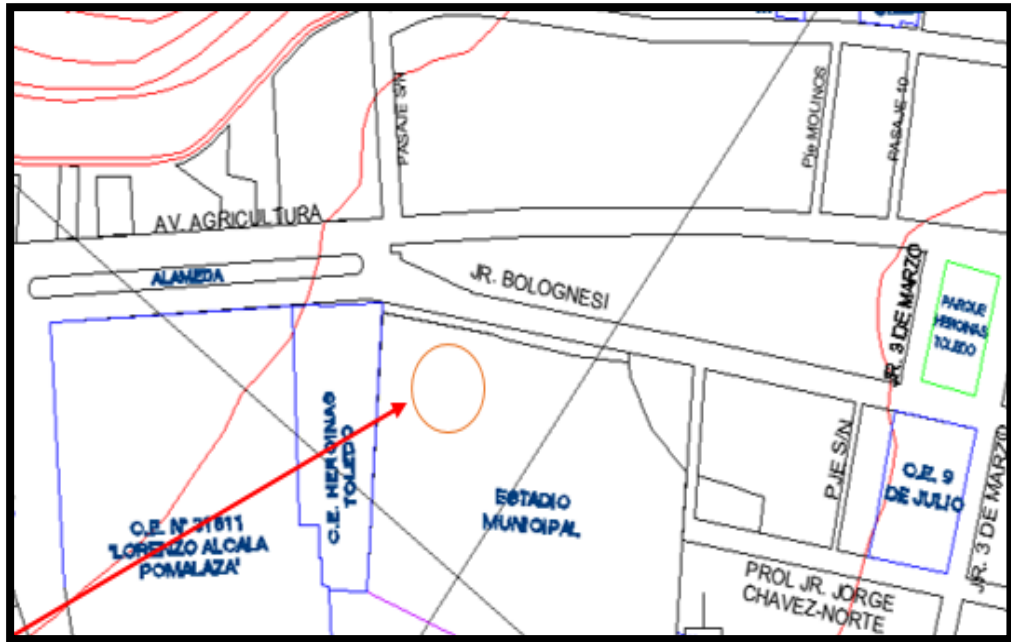 PASAJE S/N
Pje MOLINOS
PASAJE 10
AV. AGRICULTURA
ALAMEDA
JR. BOLOGNESI
JR. 3 DE MARZO
PARQUE
HEROINAS
TOLEDO
C.E. HEROINAS
TOLEDO
ESTADIO
MUNICIPAL
C.E. N° 31611
"LORENZO ALCALA
POMALAZA"
PJE S/N
C.E. 9
DE JULIO
JR. 3 DE MARZO
PROL JR. JORGE
CHAVEZ-NORTE